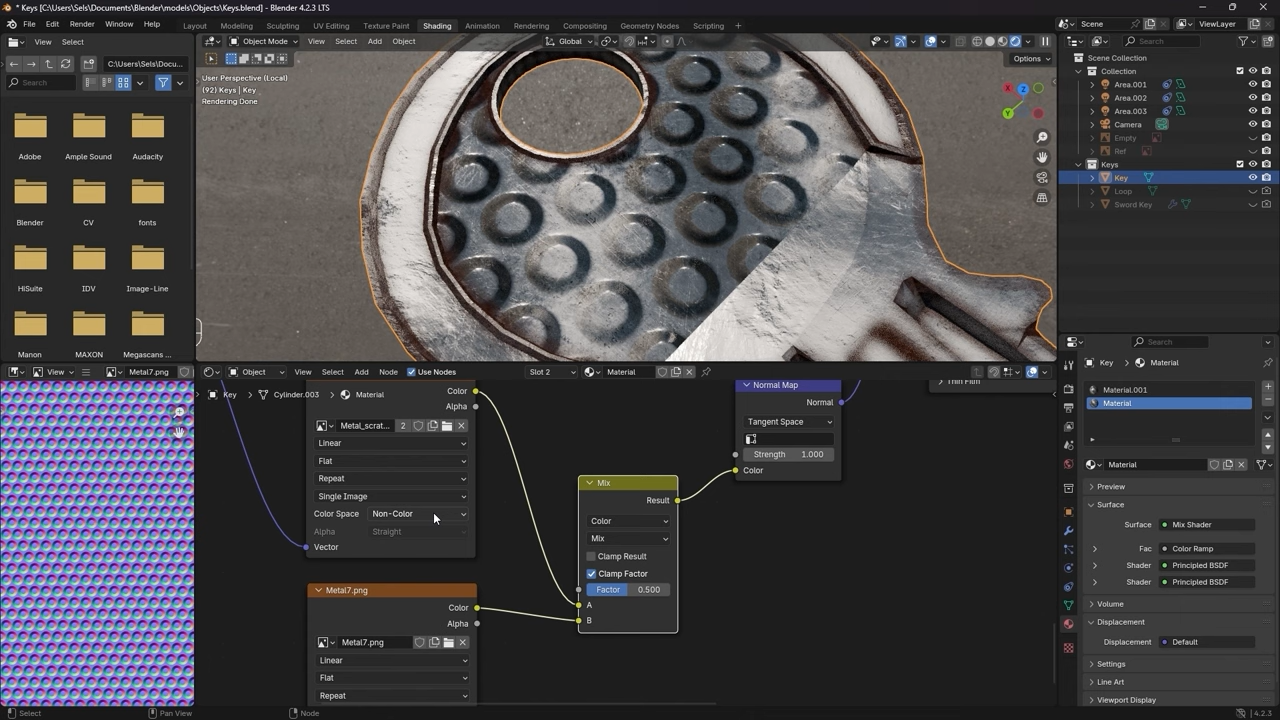 * Keys [C:\Users\Sels\Documents\Blender\models\Objects\Keys.blend] - Blender 4.2.3 LTS
File Edit Render Window Help
Layout Modeling Sculpting UV Editing Texture Paint Shading Animation Rendering Compositing Geometry Nodes Scripting +
Scene
ViewLayer
View Select
Object Mode View Select Add Object
Global
Search
C:\Users\Sels\Docu...
Search
User Perspective (Local)
(92) Keys | Key
Rendering Done
Options
X
Z
Y
Adobe Ample Sound Audacity
Blender CV fonts
HiSuite IDV Image-Line
Manon MAXON Megascans ...
Scene Collection
Collection
Area.001
Area.002
Area.003
Camera
Empty
Ref
Keys
Key
Loop
Sword Key
View
Metal7.png
Object View Select Add Node Use Nodes
Slot 2
Material
Key > Cylinder.003 > Material
Color
Alpha
Metal_scrat... 2
Linear
Flat
Repeat
Single Image
Color Space Non-Color
Alpha Straight
Vector
Metal7.png
Color
Alpha
Metal7.png
Linear
Flat
Repeat
Mix
Result
Color
Mix
Clamp Result
Clamp Factor
Factor 0.500
A
B
Normal Map
Normal
Tangent Space
Strength 1.000
Color
Thin Film
Search
Key > Material
Material.001
Material
Material
Preview
Surface
Surface Mix Shader
Fac Color Ramp
Shader Principled BSDF
Shader Principled BSDF
Volume
Displacement
Displacement Default
Settings
Line Art
Viewport Display
Select
Pan View
Node
4.2.3